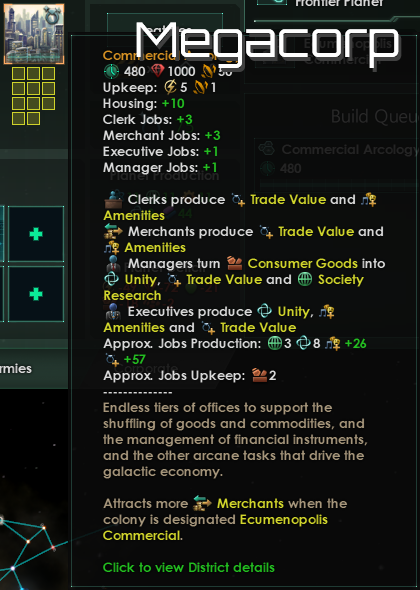 Frontier Planet
Megacorp
480 1000 50
Upkeep: 5 1
Housing: +10
Clerk Jobs: +3
Merchant Jobs: +3
Executive Jobs: +1
Manager Jobs: +1
Build Queue
Commercial Arcology
480
Planet Production
Clerks produce Trade Value and
Amenities
Merchants produce Trade Value and
Amenities
Managers turn Consumer Goods into
Unity, Trade Value and Society
Research
Executives produce Unity,
Amenities and Trade Value
Approx. Jobs Production: 3 8 +26
+57
Approx. Jobs Upkeep: 2
--------------
Endless tiers of offices to support the
shuffling of goods and commodities, and
the management of financial instruments,
and the other arcane tasks that drive the
galactic economy.
Attracts more Merchants when the
colony is designated Ecumenopolis
Commercial.
Click to view District details